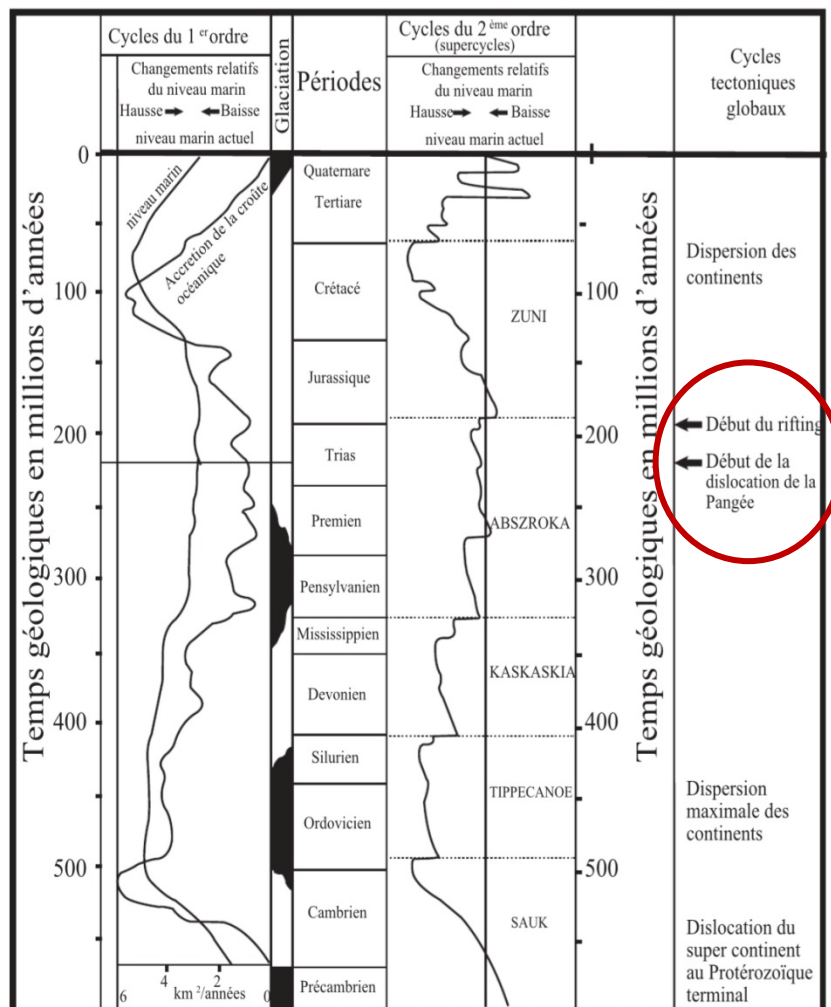 Cycles du 1 er ordre
Changements relatifs
du niveau marin
Hausse → ← Baisse
niveau marin actuel
Glaciation
Périodes
Cycles du 2 ème ordre
(supercycles)
Changements relatifs
du niveau marin
Hausse → ← Baisse
niveau marin actuel
Cycles
tectoniques
globaux
Temps géologiques en millions d'années
0
100
200
300
400
500
niveau marin
Accretion de la croûte
océanique
6
4
km²/années
2
0
Quaternare
Tertiare
Crétacé
Jurassique
Trias
Premien
Pensylvanien
Mississippien
Devonien
Silurien
Ordovicien
Cambrien
Précambrien
ZUNI
ABSZROKA
KASKASKIA
TIPPECANOE
SAUK
Temps géologiques en millions d'années
100
200
300
400
500
Dispersion des
continents
Début du rifting
Début de la
dislocation de la
Pangée
Dispersion
maximale des
continents
Dislocation du
super continent
au Protérozoïque
terminal